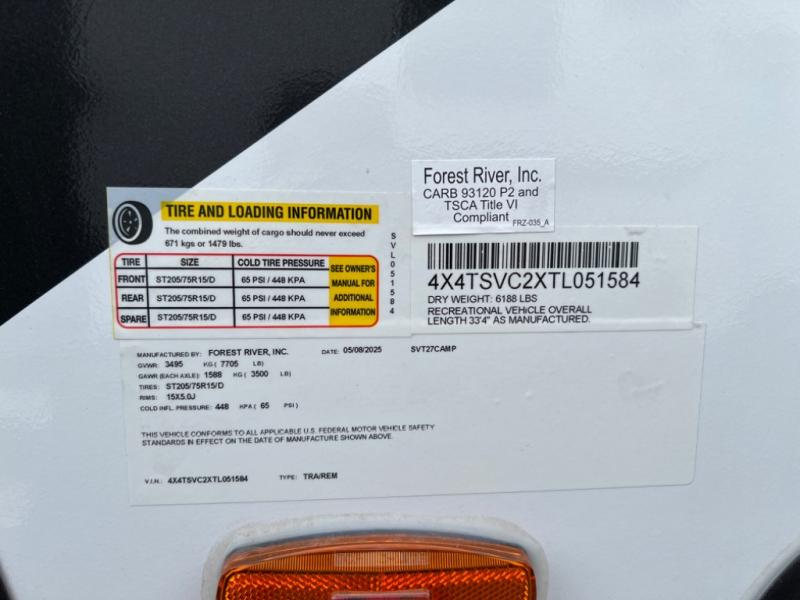 Forest River, Inc.
CARB 93120 P2 and
TSCA Title VI
Compliant
FRZ-035_A
TIRE AND LOADING INFORMATION
The combined weight of cargo should never exceed
671 kgs or 1479 lbs.
TIRE SIZE COLD TIRE PRESSURE
FRONT ST205/75R15/D 65 PSI / 448 KPA
REAR ST205/75R15/D 65 PSI / 448 KPA
SPARE ST205/75R15/D 65 PSI / 448 KPA
SEE OWNER'S
MANUAL FOR
ADDITIONAL
INFORMATION
SVL051584
4X4TSVC2XTL051584
DRY WEIGHT: 6188 LBS
RECREATIONAL VEHICLE OVERALL
LENGTH 33'4" AS MANUFACTURED.
MANUFACTURED BY: FOREST RIVER, INC. DATE: 05/08/2025 SVT27CAMP
GVWR: 3495 KG ( 7705 LB)
GAWR (EACH AXLE): 1588 KG ( 3500 LB)
TIRES: ST205/75R15/D
RIMS: 15X5.0J
COLD INFL. PRESSURE: 448 KPA ( 65 PSI )
THIS VEHICLE CONFORMS TO ALL APPLICABLE U.S. FEDERAL MOTOR VEHICLE SAFETY
STANDARDS IN EFFECT ON THE DATE OF MANUFACTURE SHOWN ABOVE.
V.I.N.: 4X4TSVC2XTL051584 TYPE: TRA/REM